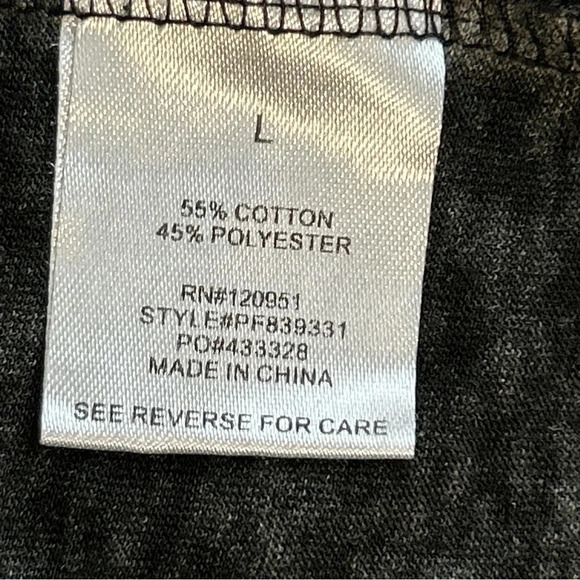 L
55% COTTON
45% POLYESTER
RN#120951
STYLE#PF839331
PO#433328
MADE IN CHINA
SEE REVERSE FOR CARE